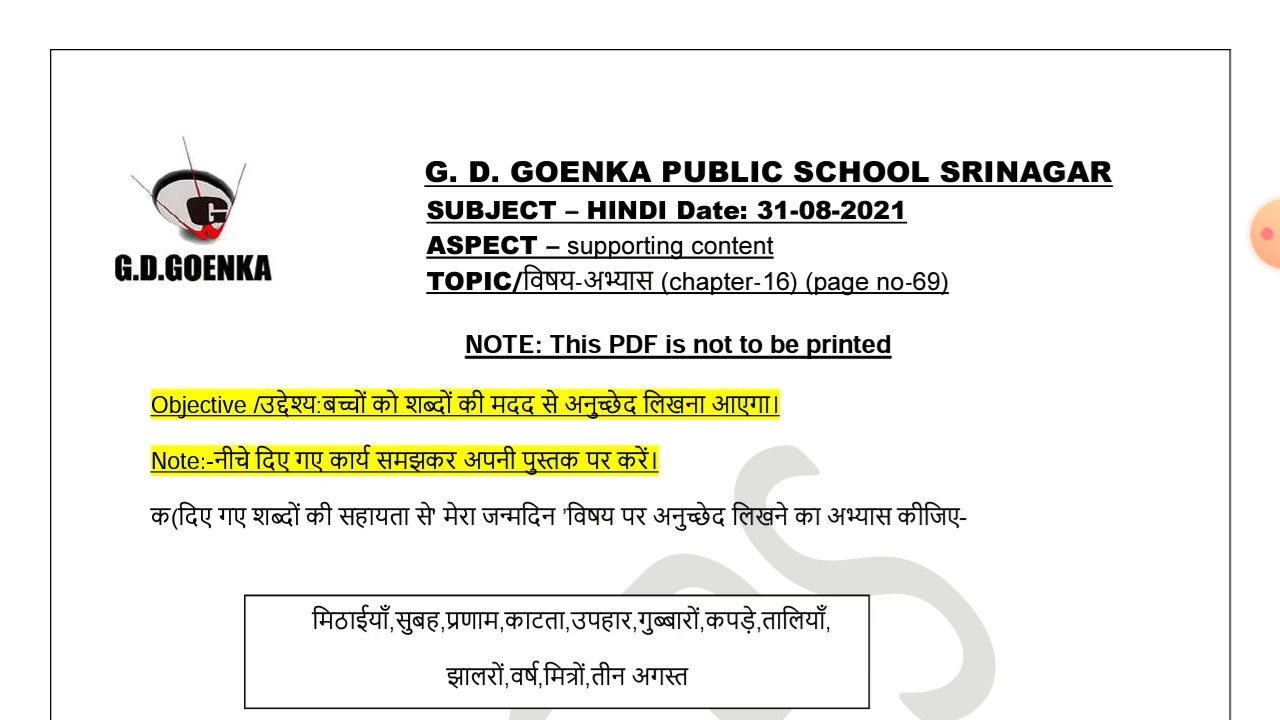 G. D. GOENKA PUBLIC SCHOOL SRINAGAR
SUBJECT – HINDI Date: 31-08-2021
G.D.GOENKA
ASPECT – supporting content
TOPIC/विषय-अभ्यास (chapter-16) (page no-69)
NOTE: This PDF is not to be printed
Objective /उद्देश्य:बच्चों को शब्दों की मदद से अनुच्छेद लिखना आएगा।
Note:-नीचे दिए गए कार्य समझकर अपनी पुस्तक पर करें।
क(दिए गए शब्दों की सहायता से' मेरा जन्मदिन 'विषय पर अनुच्छेद लिखने का अभ्यास कीजिए-
मिठाईयाँ,सुबह,प्रणाम,काटता,उपहार,गुब्बारों,कपड़े,तालियाँ,
झालरों,वर्ष,मित्रों,तीन अगस्त